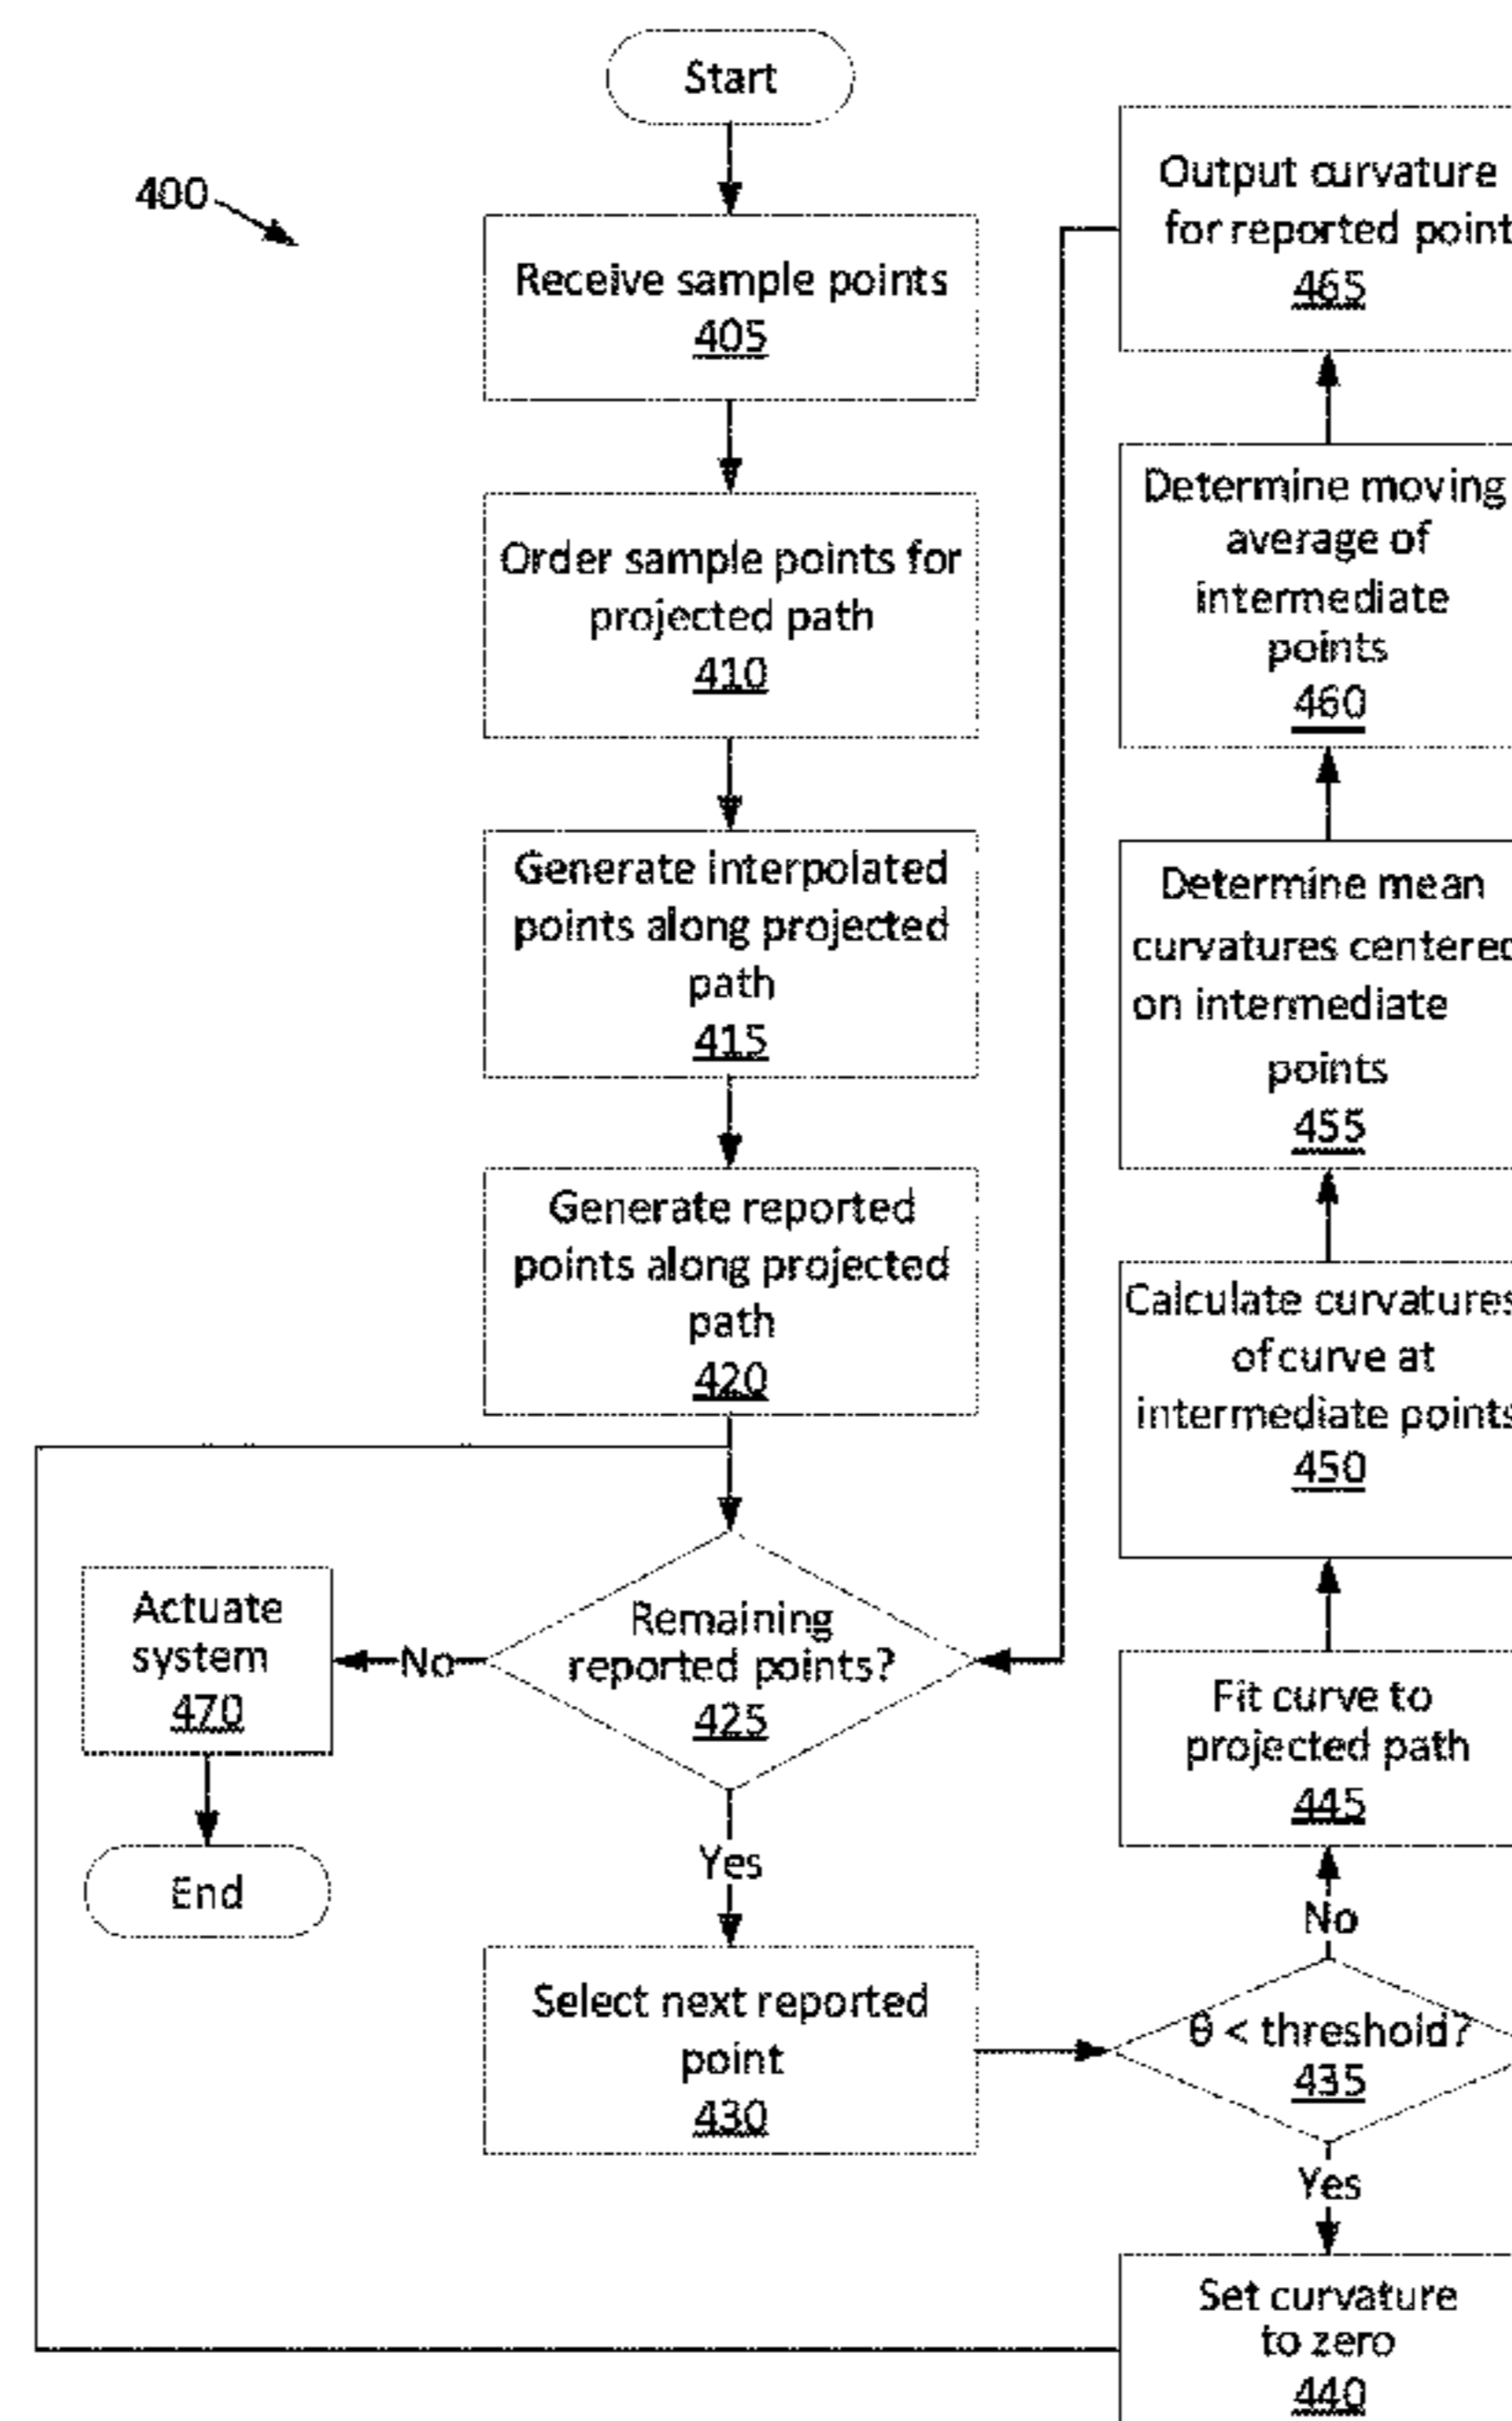 Start
400
Receive sample points
405
Order sample points for
projected path
410
Generate interpolated
points along projected
path
415
Generate reported
points along projected
path
420
Remaining
reported points?
425
No
Actuate
system
470
End
Yes
Select next reported
point
430
θ < threshold?
435
Yes
Set curvature
to zero
440
No
Fit curve to
projected path
445
Calculate curvatures
of curve at
intermediate points
450
Determine mean
curvatures centered
on intermediate
points
455
Determine moving
average of
intermediate
points
460
Output curvature
for reported point
465